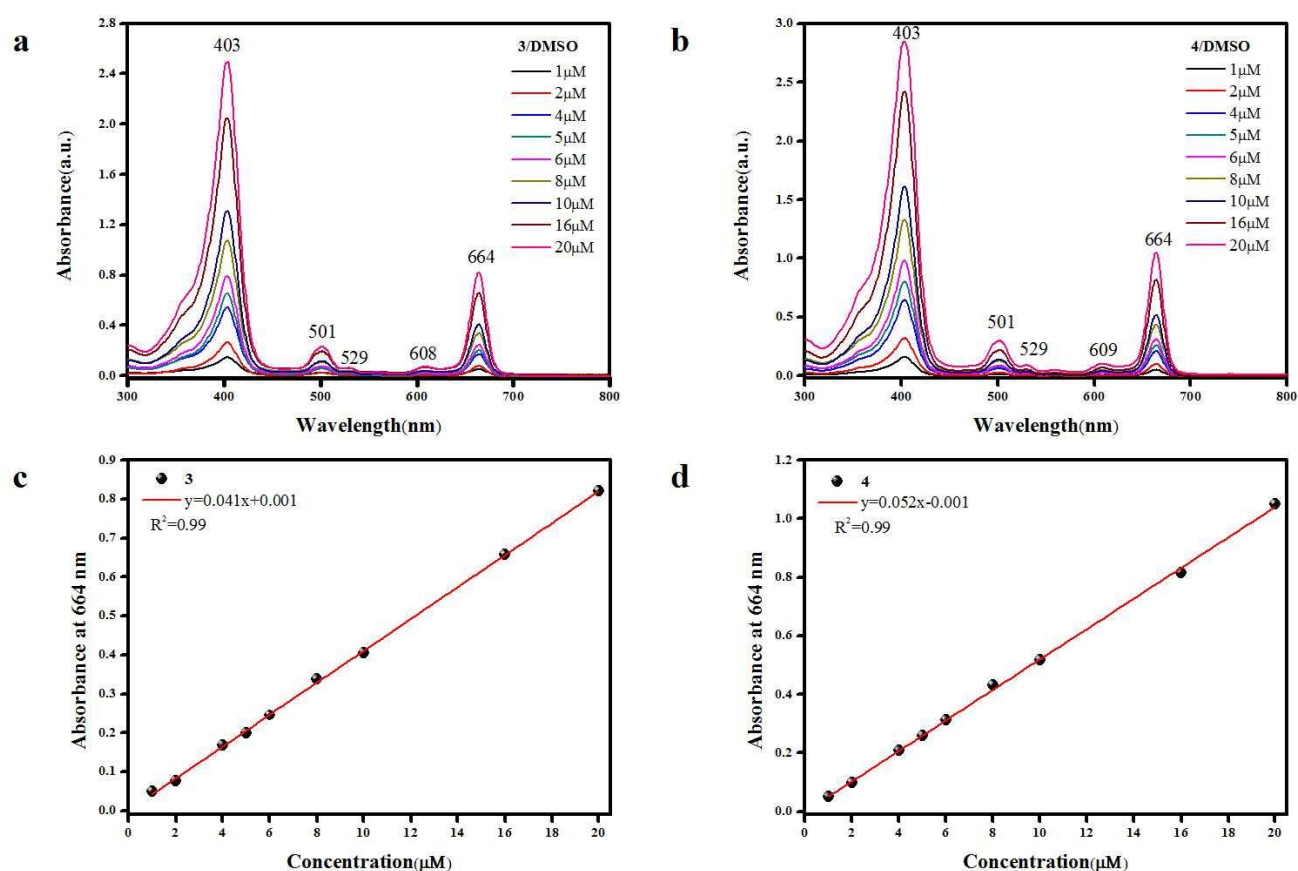 a
2.8
2.4
2.0
1.6
1.2
0.8
0.4
0.0
Absorbance(a.u.)
403
501
529
608
664
3/DMSO
1μM
2μM
4μM
5μM
6μM
8μM
10μM
16μM
20μM
300 400 500 600 700 800
Wavelength(nm)
b
3.0
2.5
2.0
1.5
1.0
0.5
0.0
Absorbance(a.u.)
403
501
529
609
664
4/DMSO
1μM
2μM
4μM
5μM
6μM
8μM
10μM
16μM
20μM
300 400 500 600 700 800
Wavelength(nm)
c
0.9
0.8
0.7
0.6
0.5
0.4
0.3
0.2
0.1
0.0
Absorbance at 664 nm
3
y=0.041x+0.001
R²=0.99
0 2 4 6 8 10 12 14 16 18 20
Concentration(μM)
d
1.2
1.0
0.8
0.6
0.4
0.2
0.0
Absorbance at 664 nm
4
y=0.052x-0.001
R²=0.99
0 2 4 6 8 10 12 14 16 18 20
Concentration(μM)